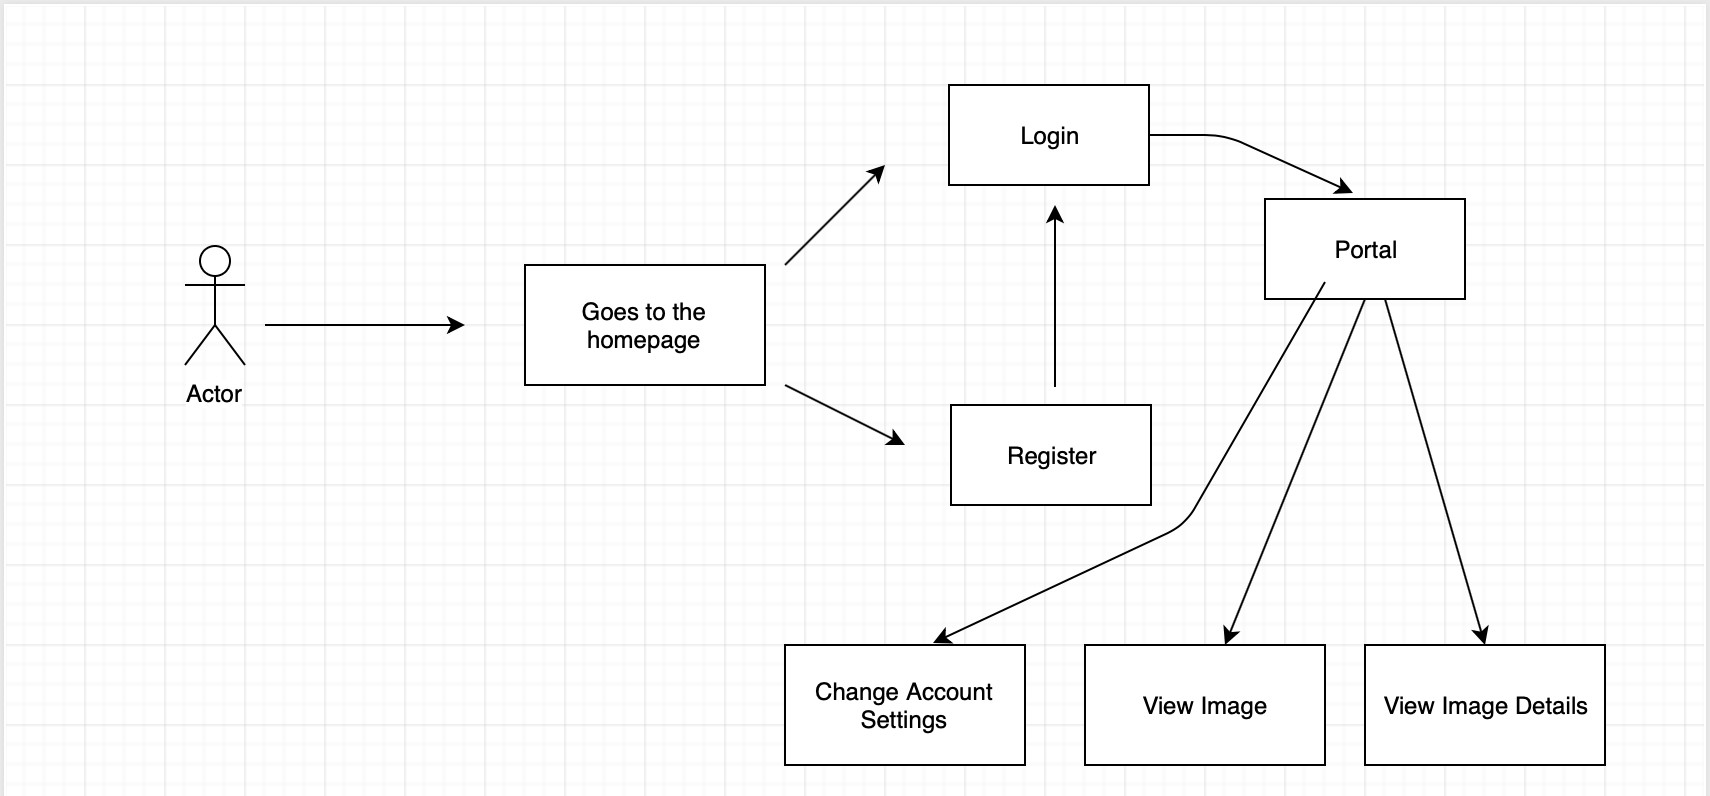 Login
Portal
Goes to the
homepage
Actor
Register
Change Account
Settings
View Image
View Image Details